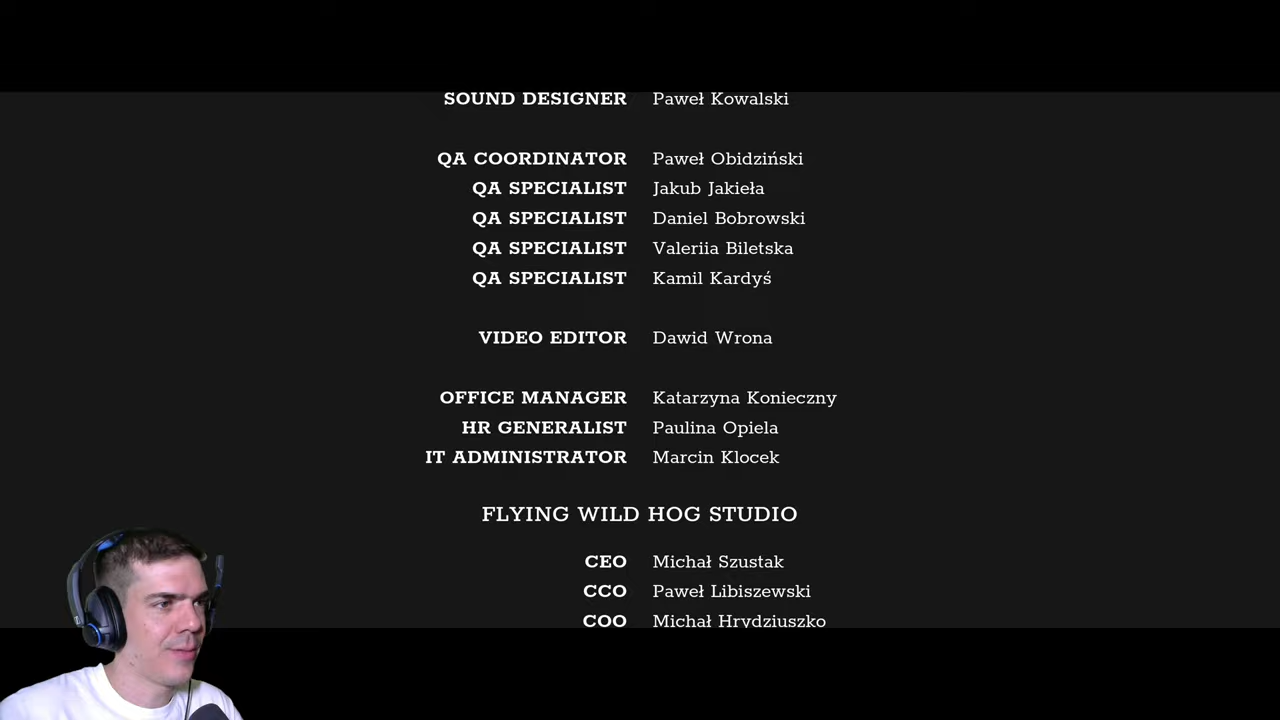 SOUND DESIGNER Paweł Kowalski
QA COORDINATOR Paweł Obidziński
QA SPECIALIST Jakub Jakieła
QA SPECIALIST Daniel Bobrowski
QA SPECIALIST Valeriia Biletska
QA SPECIALIST Kamil Kardyś
VIDEO EDITOR Dawid Wrona
OFFICE MANAGER Katarzyna Konieczny
HR GENERALIST Paulina Opiela
IT ADMINISTRATOR Marcin Klocek
FLYING WILD HOG STUDIO
CEO Michał Szustak
CCO Paweł Libiszewski
COO Michał Hrydziuszko